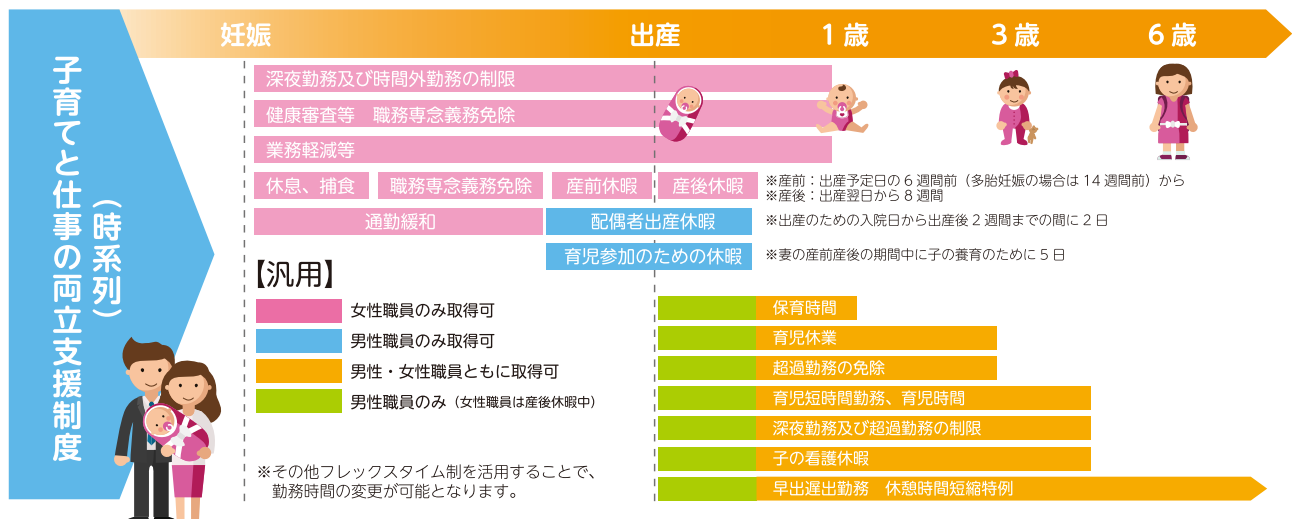 子育てと仕事の両立支援制度
（時系列）
妊娠
出産
1 歳
3 歳
6 歳
深夜勤務及び時間外勤務の制限
健康審査等　職務専念義務免除
業務軽減等
休息、捕食
職務専念義務免除
産前休暇
産後休暇
※産前：出産予定日の 6 週間前（多胎妊娠の場合は 14 週間前）から
※産後：出産翌日から 8 週間
通勤緩和
配偶者出産休暇
※出産のための入院日から出産後 2 週間までの間に 2 日
育児参加のための休暇
※妻の産前産後の期間中に子の養育のために 5 日
【汎用】
女性職員のみ取得可
男性職員のみ取得可
男性・女性職員ともに取得可
男性職員のみ（女性職員は産後休暇中）
※その他フレックスタイム制を活用することで、
勤務時間の変更が可能となります。
保育時間
育児休業
超過勤務の免除
育児短時間勤務、育児時間
深夜勤務及び超過勤務の制限
子の看護休暇
早出遅出勤務　休憩時間短縮特例